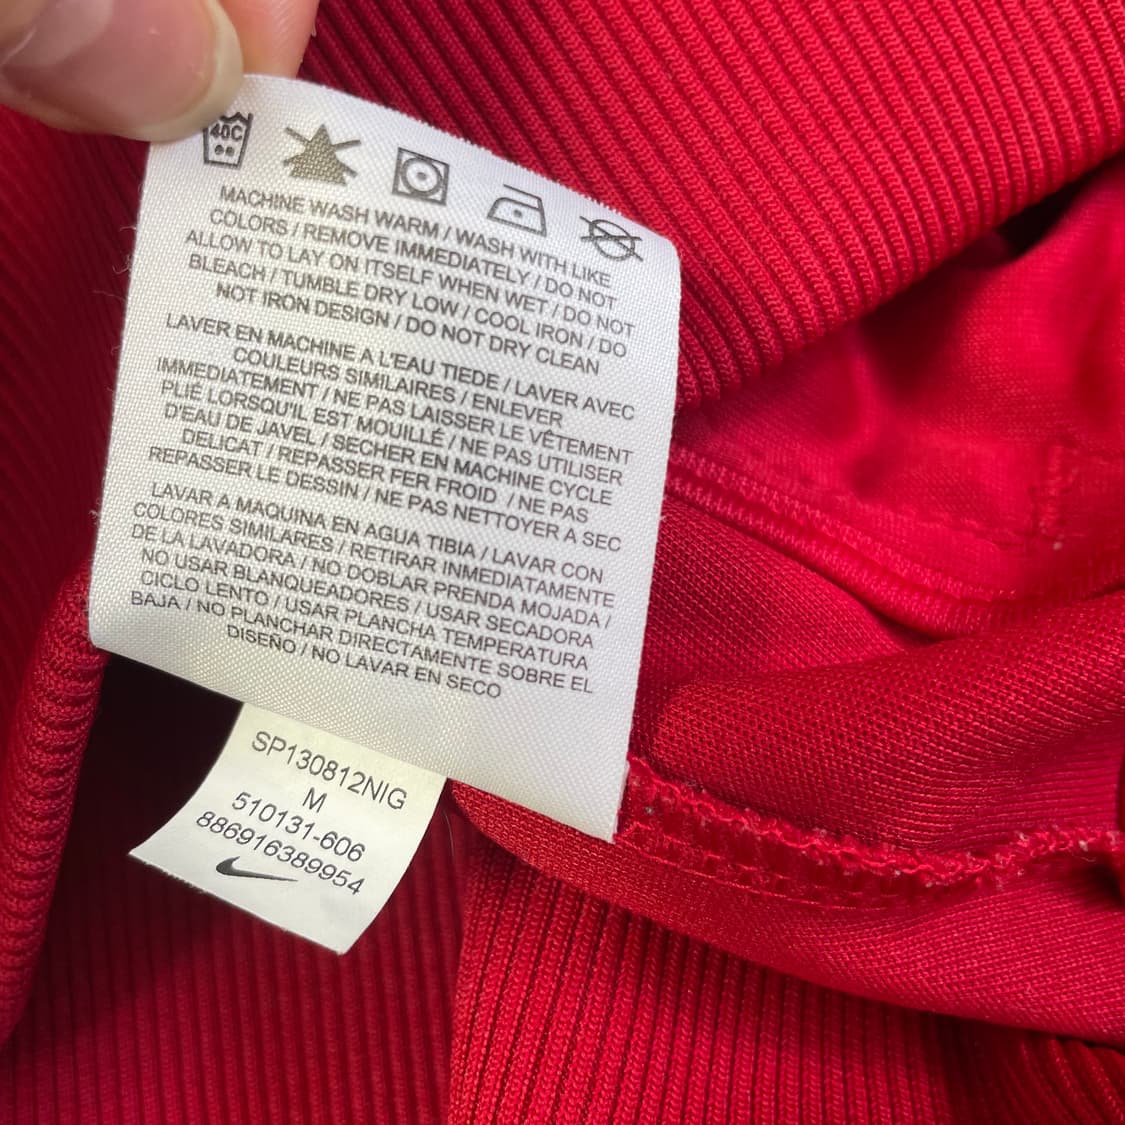 40C
MACHINE WASH WARM / WASH WITH LIKE
COLORS / REMOVE IMMEDIATELY / DO NOT
ALLOW TO LAY ON ITSELF WHEN WET / DO NOT
BLEACH / TUMBLE DRY LOW / COOL IRON / DO
NOT IRON DESIGN / DO NOT DRY CLEAN
LAVER EN MACHINE A L'EAU TIEDE / LAVER AVEC
COULEURS SIMILAIRES / ENLEVER
IMMEDIATEMENT / NE PAS LAISSER LE VÊTEMENT
PLIÉ LORSQU'IL EST MOUILLÉ / NE PAS UTILISER
D'EAU DE JAVEL / SECHER EN MACHINE CYCLE
DELICAT / REPASSER FER FROID / NE PAS
REPASSER LE DESSIN / NE PAS NETTOYER A SEC
LAVAR A MAQUINA EN AGUA TIBIA / LAVAR CON
COLORES SIMILARES / RETIRAR INMEDIATAMENTE
DE LA LAVADORA / NO DOBLAR PRENDA MOJADA /
NO USAR BLANQUEADORES / USAR SECADORA
CICLO LENTO / USAR PLANCHA TEMPERATURA
BAJA / NO PLANCHAR DIRECTAMENTE SOBRE EL
DISEÑO / NO LAVAR EN SECO
SP130812NIG
M
510131-606
886916389954